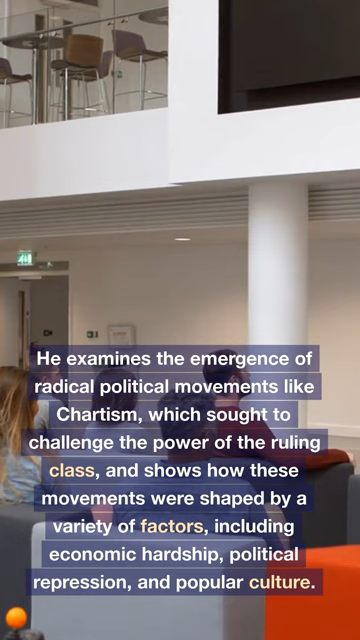 He examines the emergence of
radical political movements like
Chartism, which sought to
challenge the power of the ruling
class, and shows how these
movements were shaped by a
variety of factors, including
economic hardship, political
repression, and popular culture.